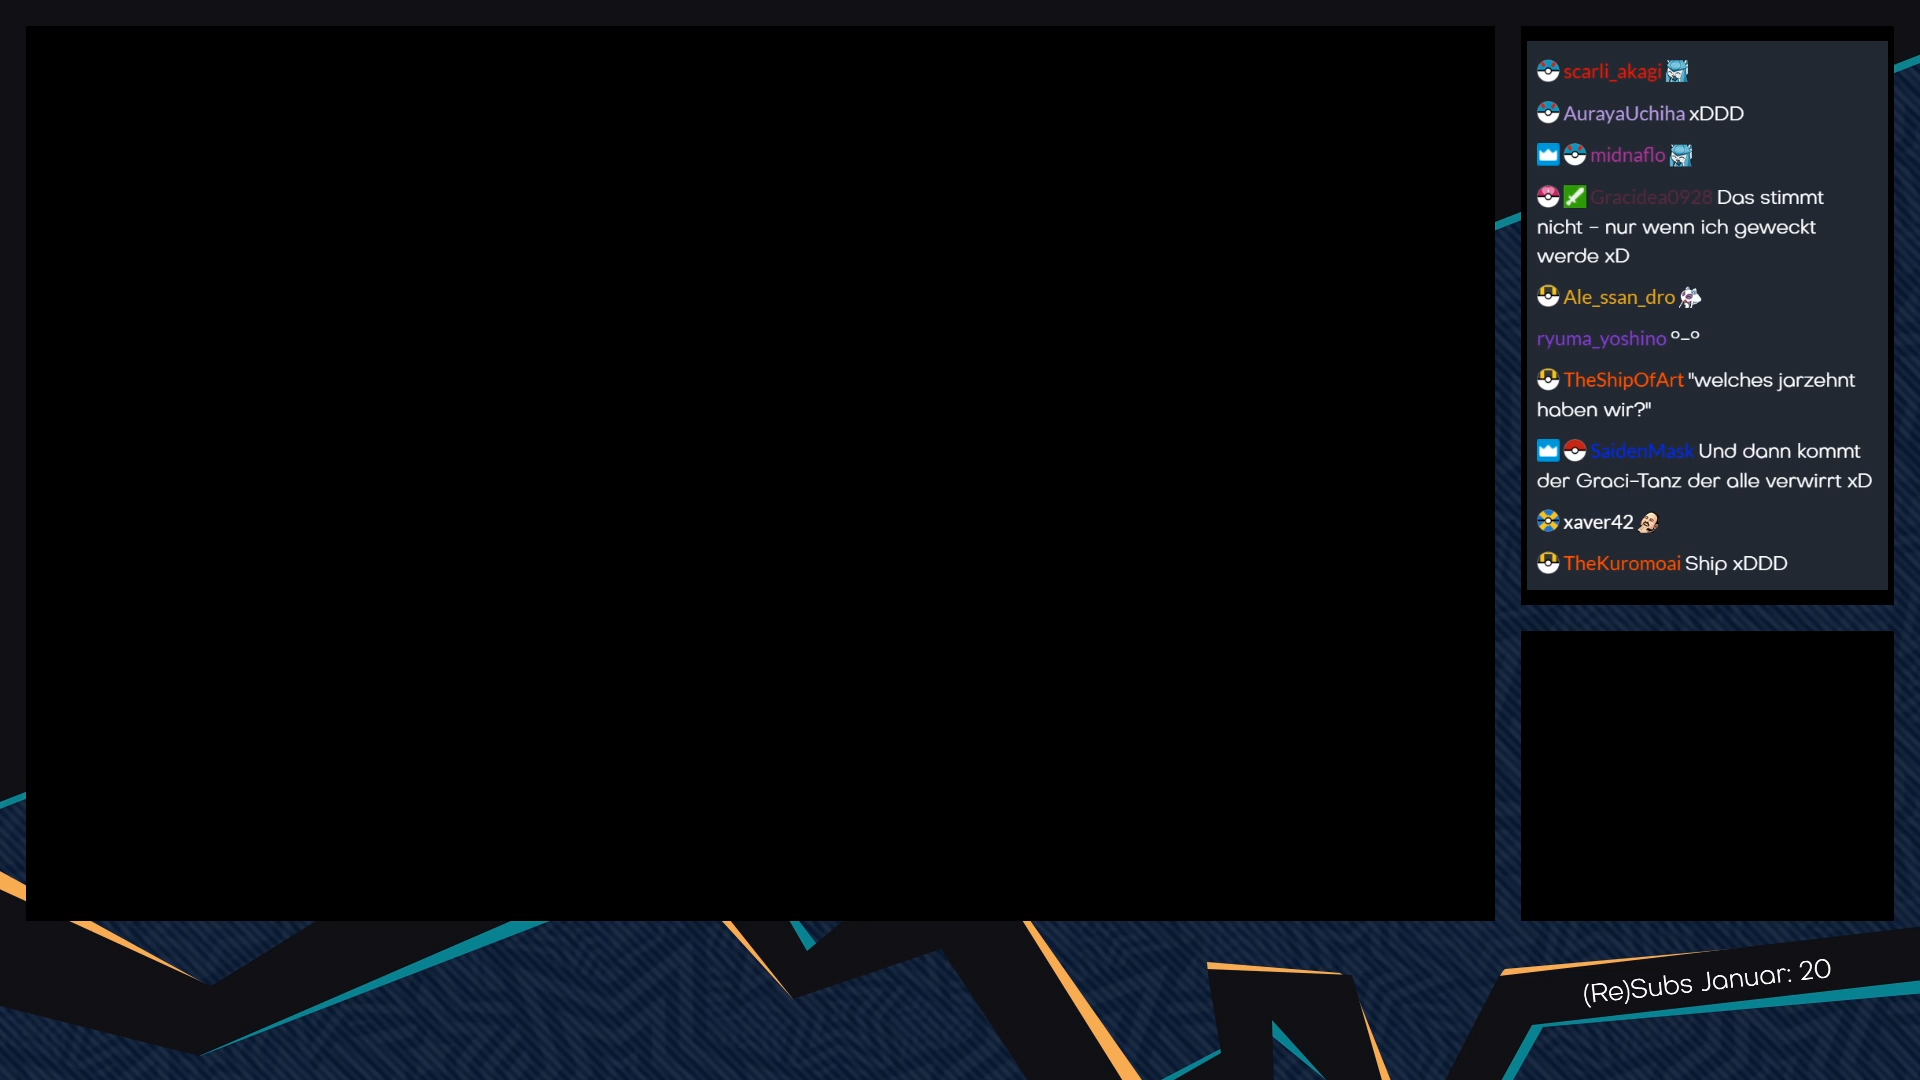 scarli_akagi
AurayaUchiha xDDD
midnaflo
Gracidea0928 Das stimmt
nicht - nur wenn ich geweckt
werde xD
Ale_ssan_dro
ryuma_yoshino º-º
TheShipOfArt "welches jarzehnt
haben wir?"
SaidenMask Und dann kommt
der Graci-Tanz der alle verwirrt xD
xaver42
TheKuromoai Ship xDDD
(Re)Subs Januar: 20